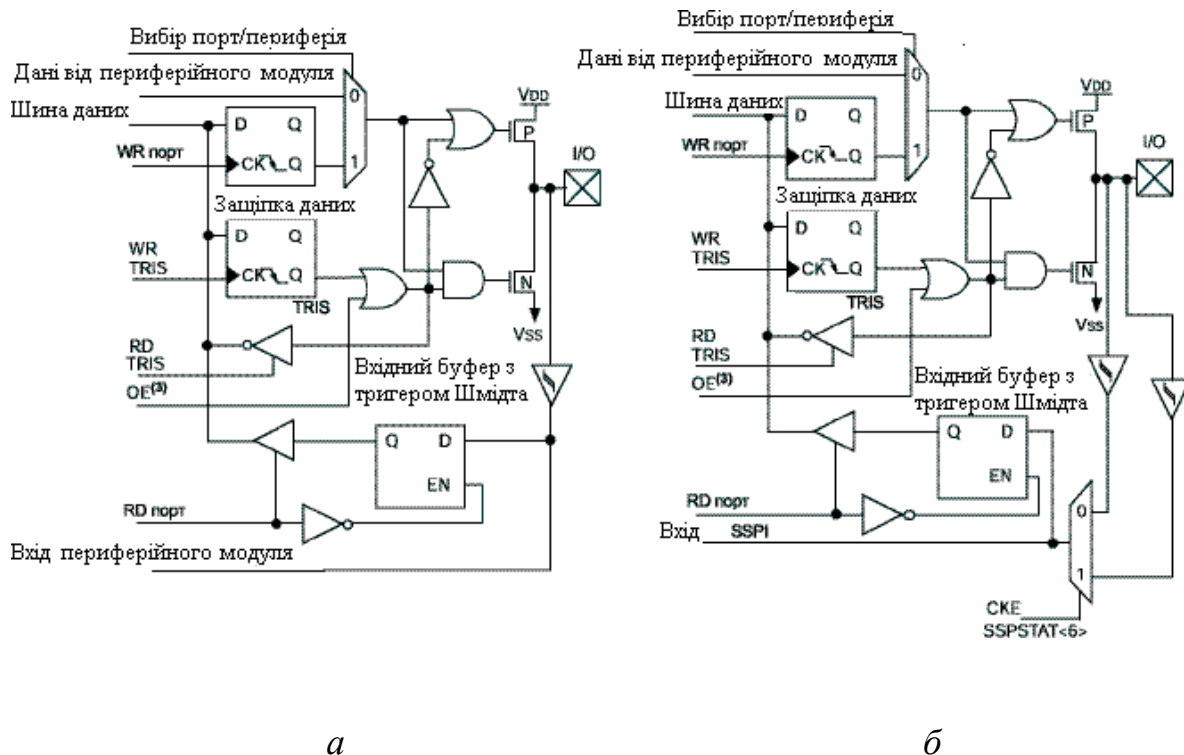 Вибір порт/периферія
Дані від периферійного модуля
Шина даних
0
1
D Q
CK Q
WR порт
VDD
P
I/O
Защіпка даних
D Q
CK Q
WR
TRIS
TRIS
N
Vss
RD
TRIS
OE(3)
Вхідний буфер з
тригером Шмідта
Q D
EN
RD порт
Вхід периферійного модуля
а
Вибір порт/периферія
Дані від периферійного модуля
Шина даних
0
1
D Q
CK Q
WR порт
VDD
P
I/O
Защіпка даних
D Q
CK Q
WR
TRIS
TRIS
N
Vss
RD
TRIS
OE(3)
Вхідний буфер з
тригером Шмідта
Q D
EN
RD порт
Вхід SSPI
0
1
CKE
SSPSTAT<6>
б